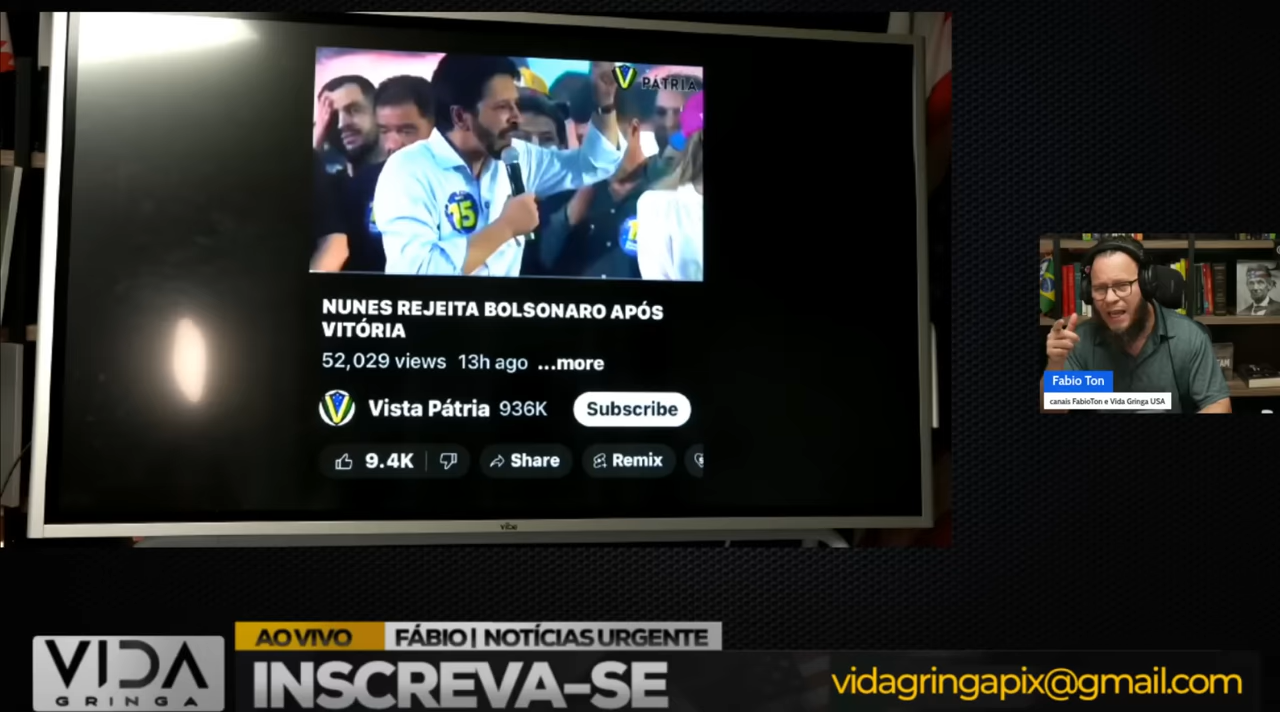 PÁTRIA
15
NUNES REJEITA BOLSONARO APÓS
VITÓRIA
52,029 views 13h ago ...more
Vista Pátria 936K Subscribe
9.4K Share Remix
vibe
Fabio Ton
canais FabioTon e Vida Gringa USA
VIDA
GRINGA
AO VIVO FÁBIO | NOTÍCIAS URGENTE
INSCREVA-SE
vidagringapix@gmail.com